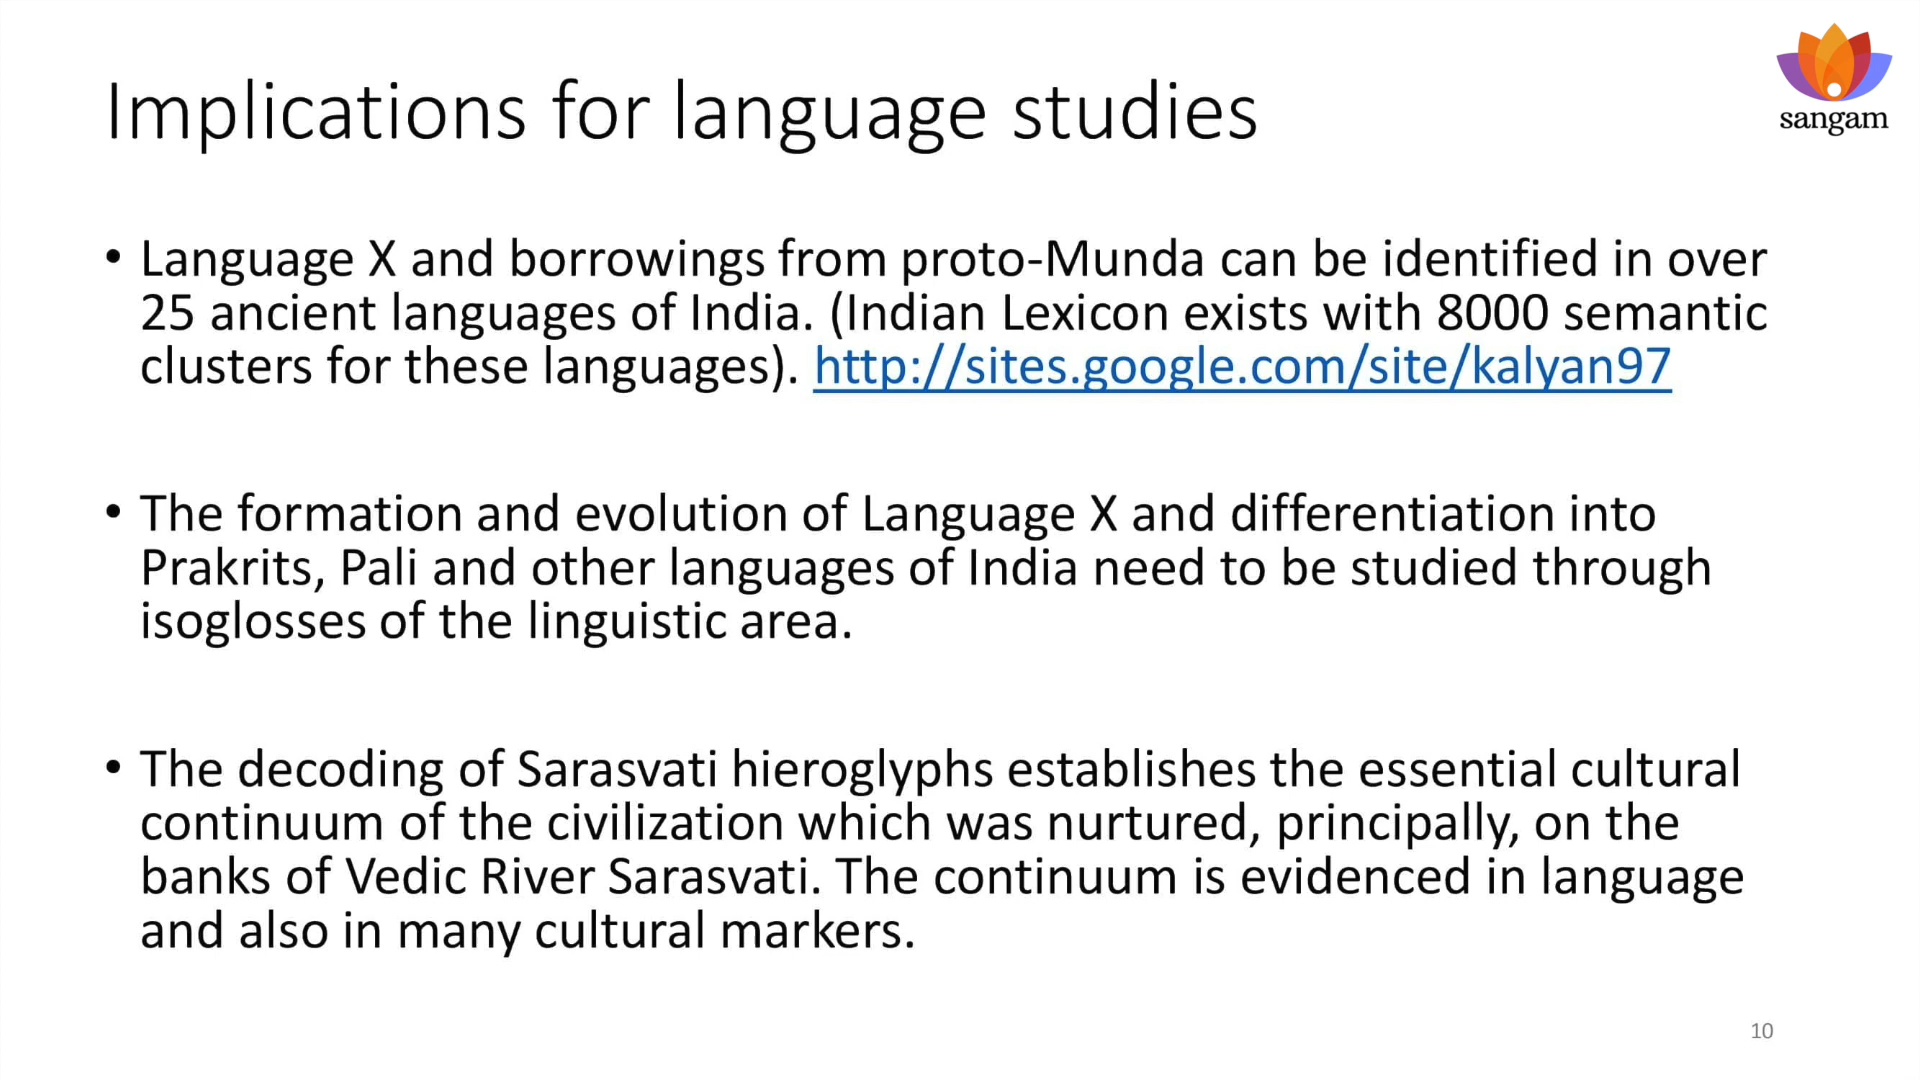 sangam
Implications for language studies
• Language X and borrowings from proto-Munda can be identified in over
25 ancient languages of India. (Indian Lexicon exists with 8000 semantic
clusters for these languages). http://sites.google.com/site/kalyan97
• The formation and evolution of Language X and differentiation into
Prakrits, Pali and other languages of India need to be studied through
isoglosses of the linguistic area.
• The decoding of Sarasvati hieroglyphs establishes the essential cultural
continuum of the civilization which was nurtured, principally, on the
banks of Vedic River Sarasvati. The continuum is evidenced in language
and also in many cultural markers.
10